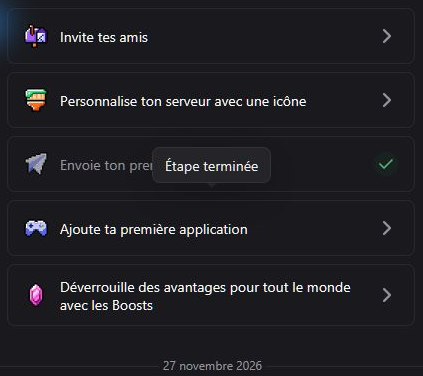 Invite tes amis
Personnalise ton serveur avec une icône
Envoie ton
Étape terminée
Ajoute ta première application
Déverrouille des avantages pour tout le monde
avec les Boosts
27 novembre 2026